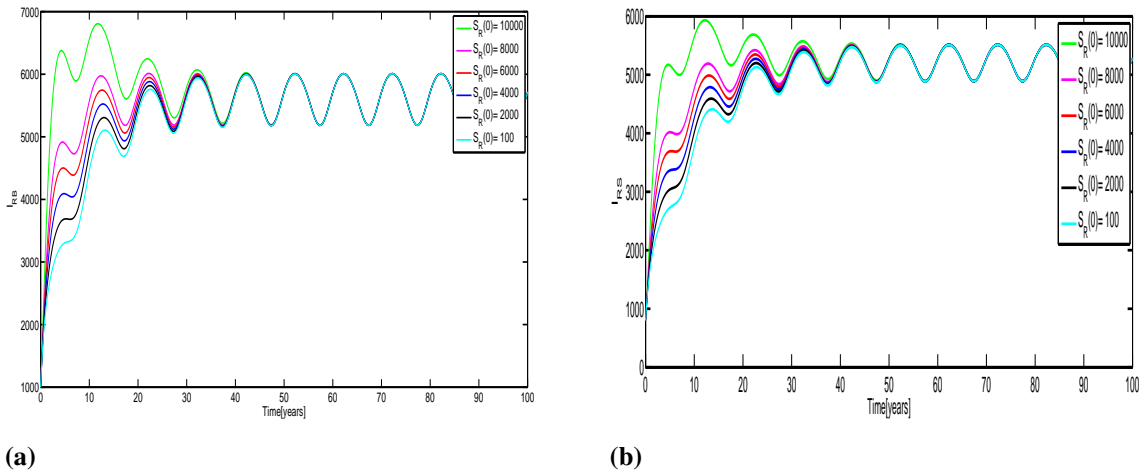 7000
6000
5000
4000
3000
2000
1000
I_RB
0 10 20 30 40 50 60 70 80 90 100
Time[years]
S_R(0)= 10000
S_R(0)= 8000
S_R(0)= 6000
S_R(0)= 4000
S_R(0)= 2000
S_R(0)= 100
(a)
6000
5000
4000
3000
2000
1000
0
I_RS
0 10 20 30 40 50 60 70 80 90 100
Time[years]
S_R(0)= 10000
S_R(0)= 8000
S_R(0)= 6000
S_R(0)= 4000
S_R(0)= 2000
S_R(0)= 100
(b)